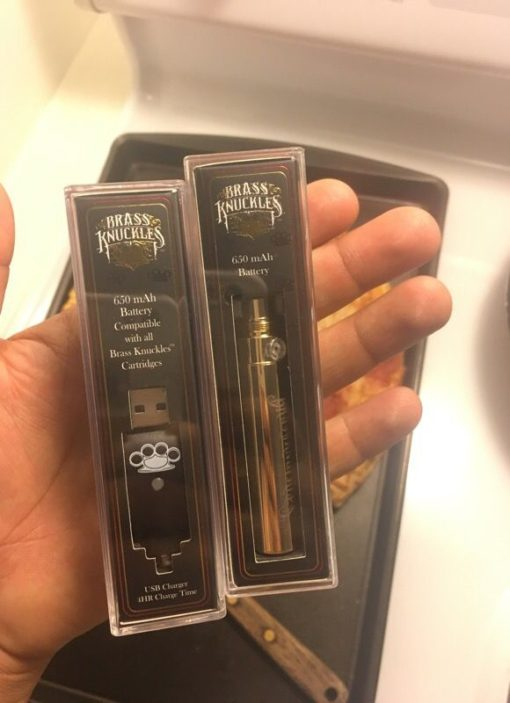 BRASS
KNUCKLES
650 mAh
Battery
Compatible
with all
Brass Knuckles™
Cartridges
USB Charger
4HR Charge Time
BRASS
KNUCKLES
650 mAh
Battery